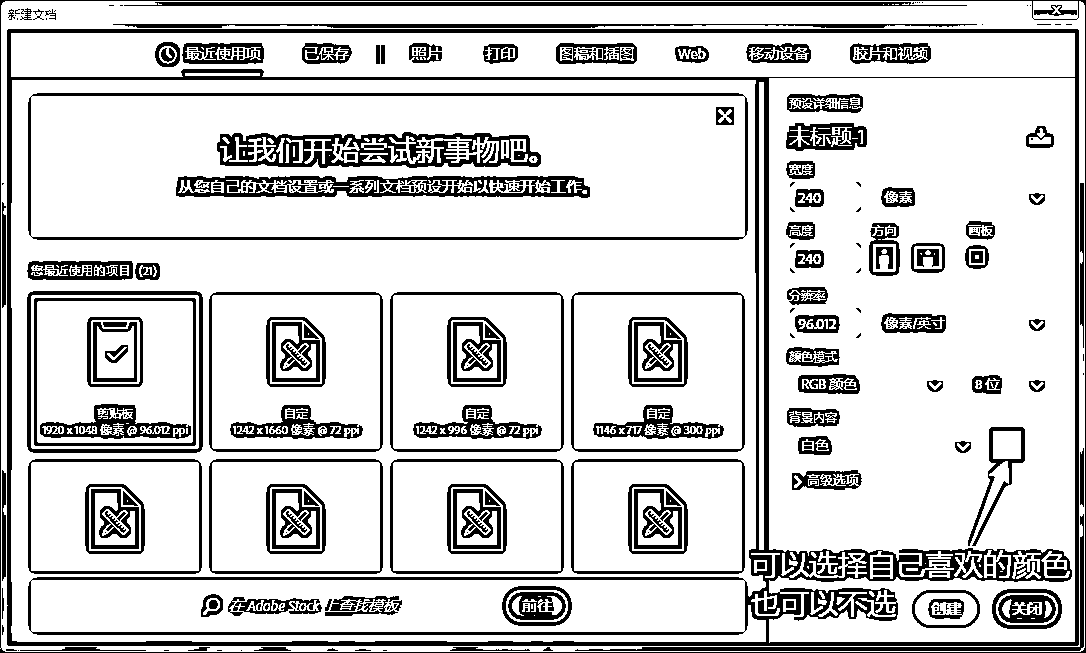 新建文档
最近使用项 已保存 照片 打印 图稿和插图 Web 移动设备 胶片和视频
让我们开始尝试新事物吧。
从您自己的文档设置或一系列文档预设开始以快速开始工作。
您最近使用的项目 (21)
剪贴板
1920 x 1048 像素 @ 96.012 ppi
自定
1242 x 1660 像素 @ 72 ppi
自定
1242 x 996 像素 @ 72 ppi
自定
1146 x 717 像素 @ 300 ppi
在 Adobe Stock 上查找模板
前往
预设详细信息
未标题-1
宽度
240 像素
高度 方向 画板
240
分辨率
96.012 像素/英寸
颜色模式
RGB 颜色 8 位
背景内容
白色
高级选项
可以选择自己喜欢的颜色
也可以不选
创建 关闭